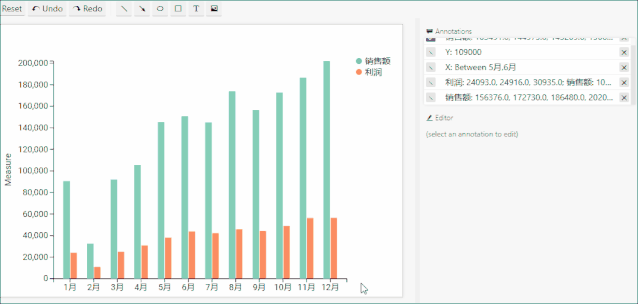 Reset Undo Redo T
Annotations
Y: 109000
X: Between 5月,6月
利润: 24093.0, 24916.0, 30935.0; 销售额: 10...
销售额: 156376.0, 172730.0, 186480.0, 2020...
Editor
(select an annotation to edit)
销售额
利润
Measure
200,000
180,000
160,000
140,000
120,000
100,000
80,000
60,000
40,000
20,000
0
1月 2月 3月 4月 5月 6月 7月 8月 9月 10月 11月 12月